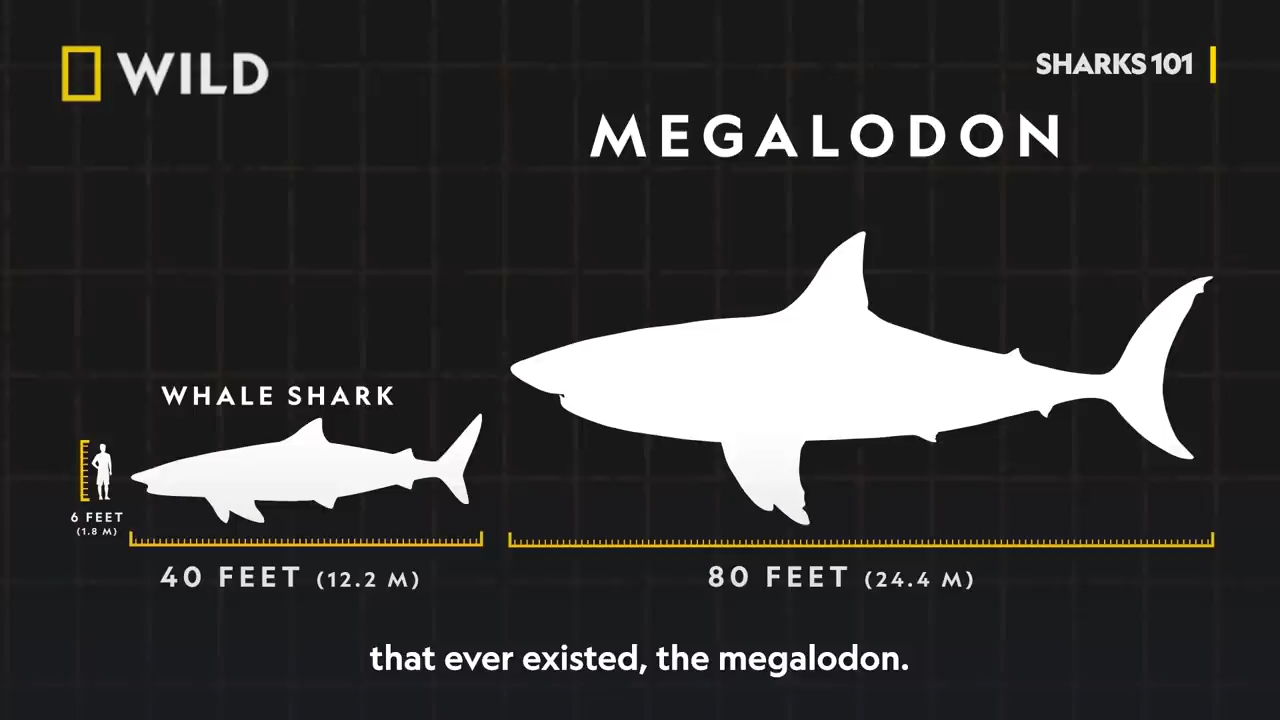 WILD
SHARKS 101
MEGALODON
WHALE SHARK
6 FEET
(1.8 M)
40 FEET (12.2 M)
80 FEET (24.4 M)
that ever existed, the megalodon.